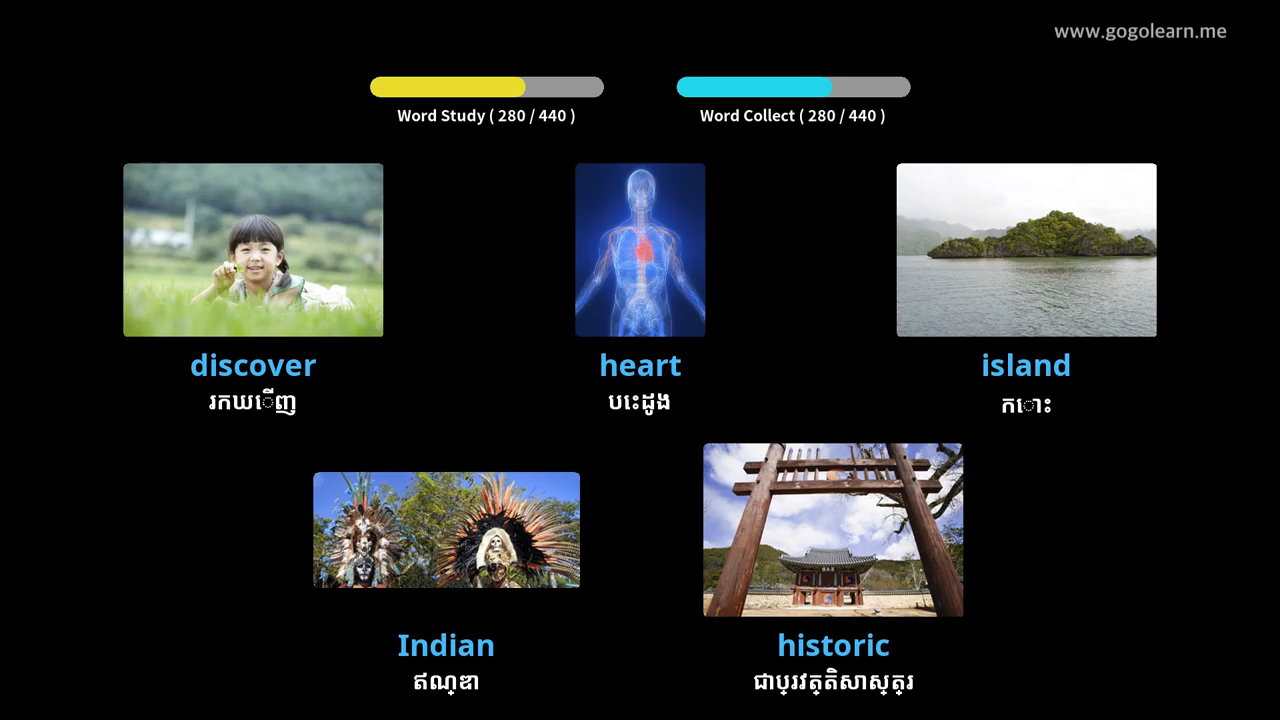 www.gogolearn.me
Word Study ( 280 / 440 )
Word Collect ( 280 / 440 )
discover
រកឃើញ
heart
បេះដូង
island
កោះ
Indian
ឥណ្ឌា
historic
ជាប្រវត្តិសាស្ត្រ